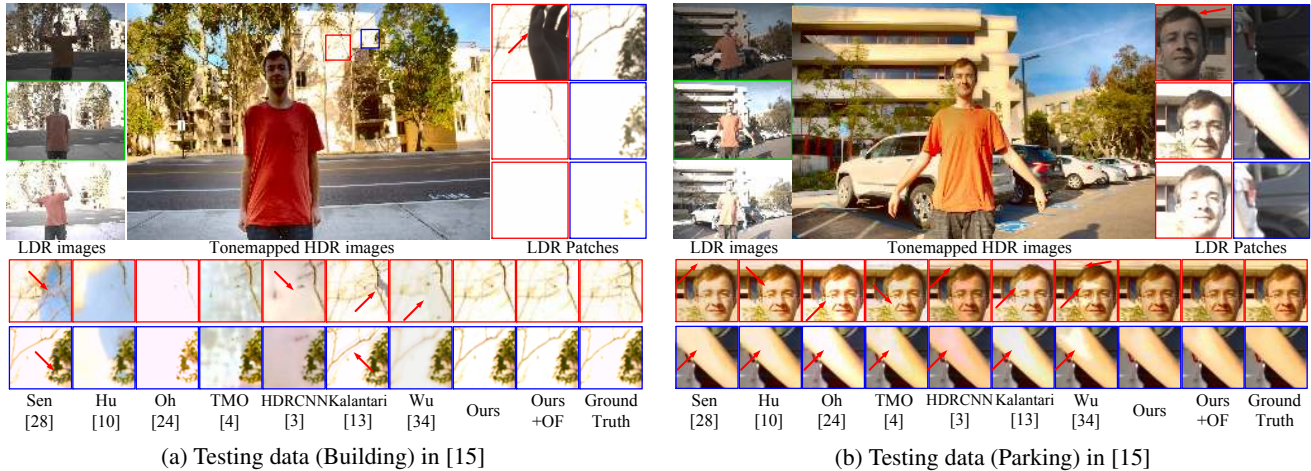 LDR images Tonemapped HDR images LDR Patches
Sen Hu Oh TMO HDRCNN Kalantari Wu Ours Ours Ground
[28] [10] [24] [4] [3] [13] [34] +OF Truth
(a) Testing data (Building) in [15]
LDR images Tonemapped HDR images LDR Patches
Sen Hu Oh TMO HDRCNN Kalantari Wu Ours Ours Ground
[28] [10] [24] [4] [3] [13] [34] +OF Truth
(b) Testing data (Parking) in [15]